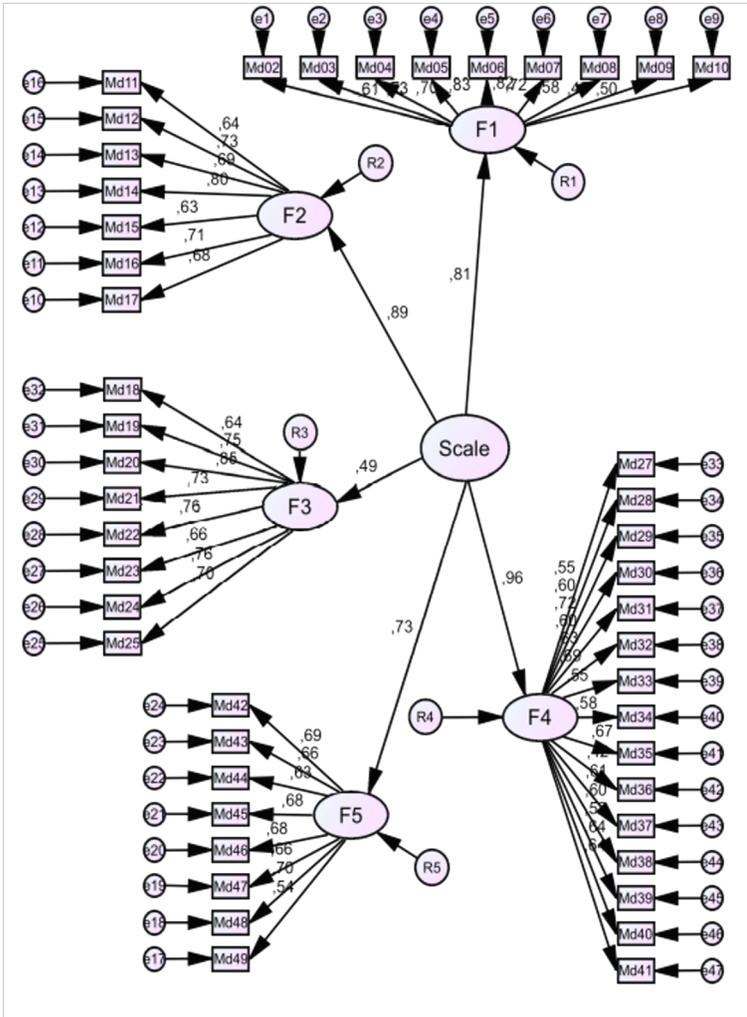 e1 e2 e3 e4 e5 e6 e7 e8 e9
Md02 Md03 Md04 Md05 Md06 Md07 Md08 Md09 Md10
,61 ,70 ,83 ,72 ,58 ,50
F1
R1
,81
e16 Md11
e15 Md12
e14 Md13
e13 Md14
e12 Md15
e11 Md16
e10 Md17
,64
,73
,69
,80
,63
,71
,68
F2
R2
,89
Scale
e32 Md18
e31 Md19
e30 Md20
e29 Md21
e28 Md22
e27 Md23
e26 Md24
e25 Md25
,64
,75
,85
,73
,76
,66
,76
,70
F3
R3
,49
,96
,73
Md27 e33
Md28 e34
Md29 e35
Md30 e36
Md31 e37
Md32 e38
Md33 e39
Md34 e40
Md35 e41
Md36 e42
Md37 e43
Md38 e44
Md39 e45
Md40 e46
Md41 e47
,55
,60
,72
,60
,69
,55
,58
,67
,61
,60
,64
F4
R4
e24 Md42
e23 Md43
e22 Md44
e21 Md45
e20 Md46
e19 Md47
e18 Md48
e17 Md49
,69
,66
,63
,68
,68
,66
,70
,54
F5
R5